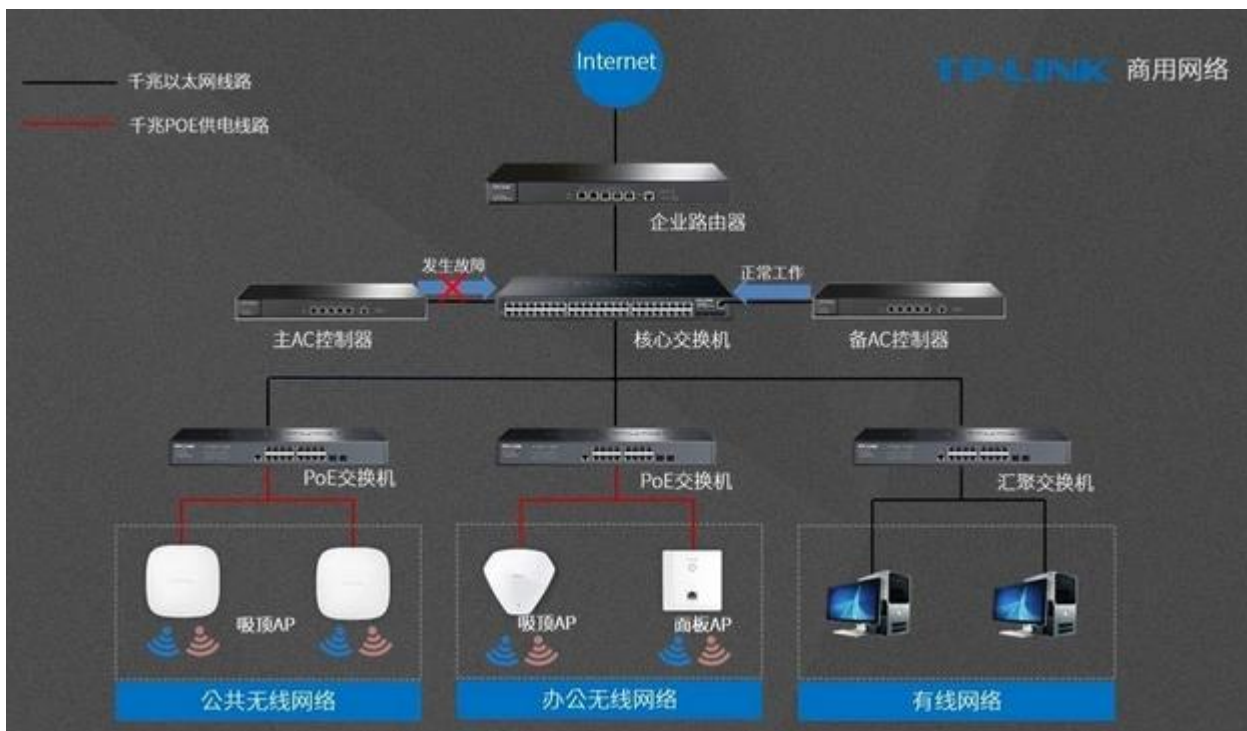 Internet
TP-LINK 商用网络
千兆以太网线路
千兆POE供电线路
企业路由器
发生故障
正常工作
主AC控制器
核心交换机
备AC控制器
PoE交换机
PoE交换机
汇聚交换机
吸顶AP
吸顶AP
面板AP
公共无线网络
办公无线网络
有线网络